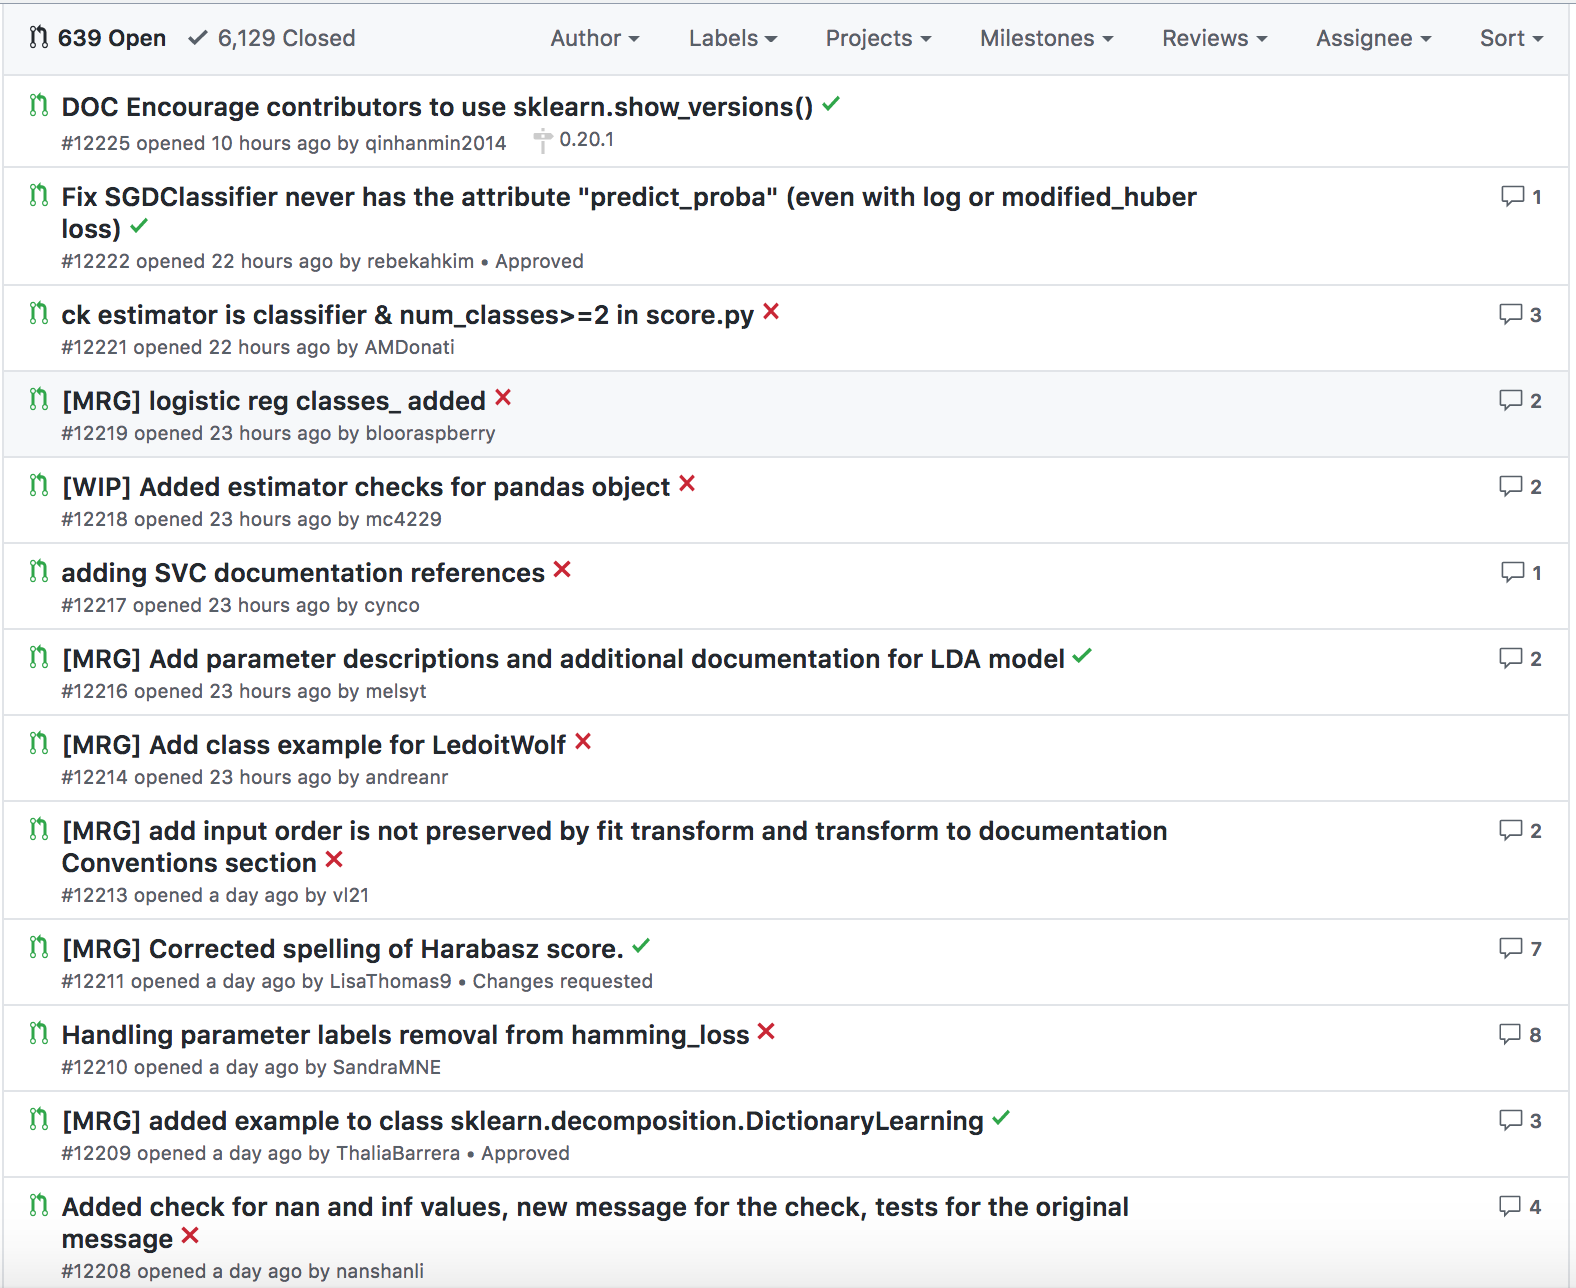 639 Open 6,129 Closed Author Labels Projects Milestones Reviews Assignee Sort
DOC Encourage contributors to use sklearn.show_versions()
#12225 opened 10 hours ago by qinhanmin2014 0.20.1
Fix SGDClassifier never has the attribute "predict_proba" (even with log or modified_huber 1
loss)
#12222 opened 22 hours ago by rebekahkim • Approved
ck estimator is classifier & num_classes>=2 in score.py 3
#12221 opened 22 hours ago by AMDonati
[MRG] logistic reg classes_ added 2
#12219 opened 23 hours ago by blooraspberry
[WIP] Added estimator checks for pandas object 2
#12218 opened 23 hours ago by mc4229
adding SVC documentation references 1
#12217 opened 23 hours ago by cynco
[MRG] Add parameter descriptions and additional documentation for LDA model 2
#12216 opened 23 hours ago by melsyt
[MRG] Add class example for LedoitWolf
#12214 opened 23 hours ago by andreanr
[MRG] add input order is not preserved by fit transform and transform to documentation 2
Conventions section
#12213 opened a day ago by vl21
[MRG] Corrected spelling of Harabasz score. 7
#12211 opened a day ago by LisaThomas9 • Changes requested
Handling parameter labels removal from hamming_loss 8
#12210 opened a day ago by SandraMNE
[MRG] added example to class sklearn.decomposition.DictionaryLearning 3
#12209 opened a day ago by ThaliaBarrera • Approved
Added check for nan and inf values, new message for the check, tests for the original 4
message
#12208 opened a day ago by nanshanli